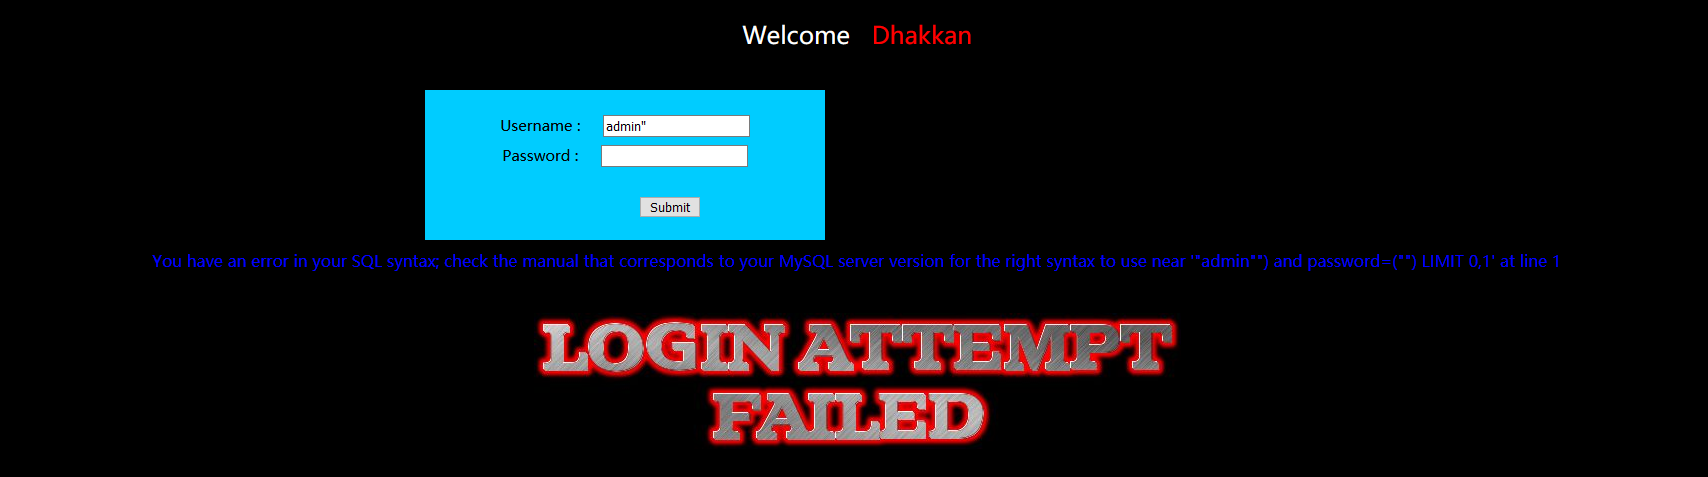 Welcome Dhakkan
Username : admin"
Password :
Submit
You have an error in your SQL syntax; check the manual that corresponds to your MySQL server version for the right syntax to use near '"admin"") and password=("") LIMIT 0,1' at line 1
LOGIN ATTEMPT
FAILED